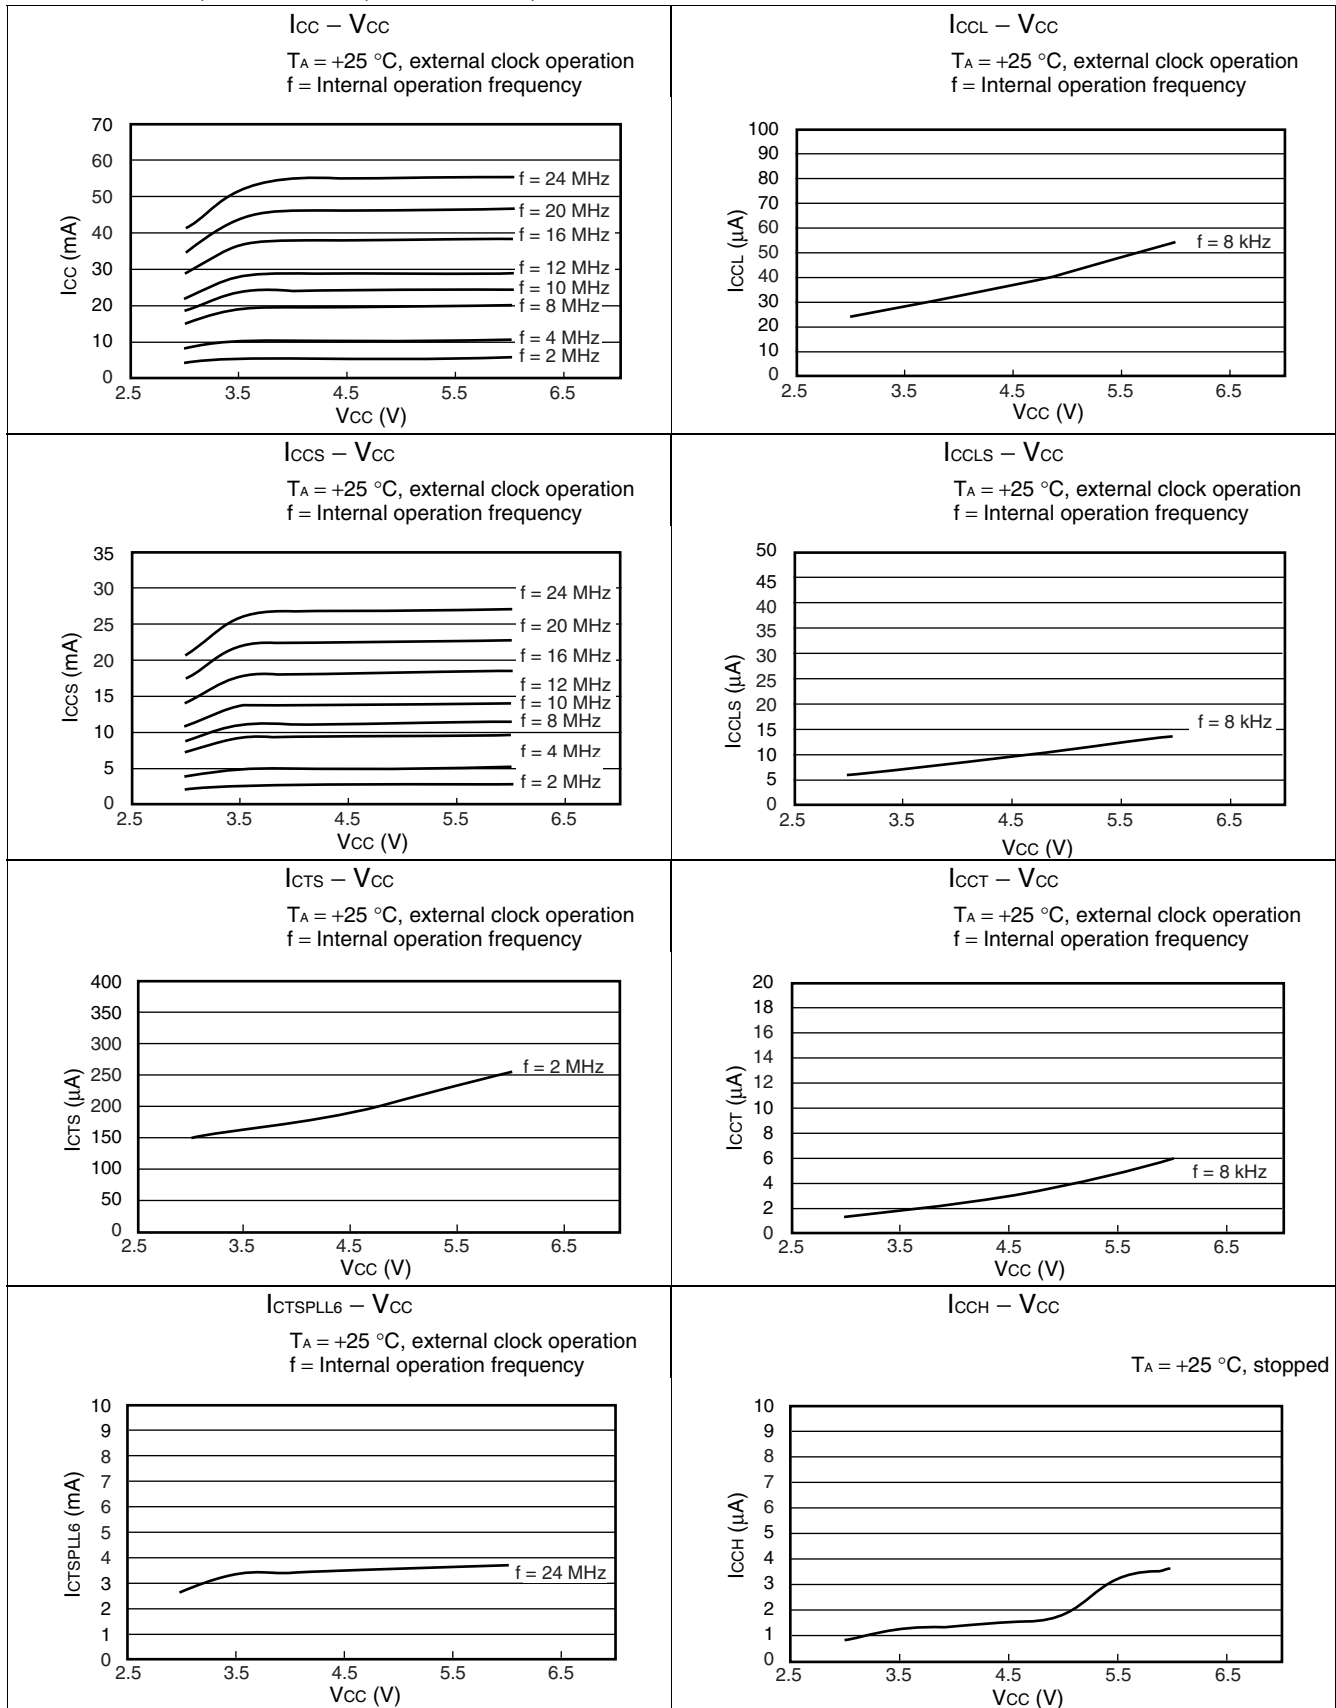 ICC – VCC
TA = +25 °C, external clock operation
f = Internal operation frequency
70
60
50
40
30
20
10
0
ICC (mA)
f = 24 MHz
f = 20 MHz
f = 16 MHz
f = 12 MHz
f = 10 MHz
f = 8 MHz
f = 4 MHz
f = 2 MHz
2.5 3.5 4.5 5.5 6.5
VCC (V)
ICCL – VCC
TA = +25 °C, external clock operation
f = Internal operation frequency
100
90
80
70
60
50
40
30
20
10
0
ICCL (µA)
f = 8 kHz
2.5 3.5 4.5 5.5 6.5
VCC (V)
ICCS – VCC
TA = +25 °C, external clock operation
f = Internal operation frequency
35
30
25
20
15
10
5
0
ICCS (mA)
f = 24 MHz
f = 20 MHz
f = 16 MHz
f = 12 MHz
f = 10 MHz
f = 8 MHz
f = 4 MHz
f = 2 MHz
2.5 3.5 4.5 5.5 6.5
VCC (V)
ICCLS – VCC
TA = +25 °C, external clock operation
f = Internal operation frequency
50
45
40
35
30
25
20
15
10
5
0
ICCLS (µA)
f = 8 kHz
2.5 3.5 4.5 5.5 6.5
VCC (V)
ICTS – VCC
TA = +25 °C, external clock operation
f = Internal operation frequency
400
350
300
250
200
150
100
50
0
ICTS (µA)
f = 2 MHz
2.5 3.5 4.5 5.5 6.5
VCC (V)
ICCT – VCC
TA = +25 °C, external clock operation
f = Internal operation frequency
20
18
16
14
12
10
8
6
4
2
0
ICCT (µA)
f = 8 kHz
2.5 3.5 4.5 5.5 6.5
VCC (V)
ICTSPLL6 – VCC
TA = +25 °C, external clock operation
f = Internal operation frequency
10
9
8
7
6
5
4
3
2
1
0
ICTSPLL6 (mA)
f = 24 MHz
2.5 3.5 4.5 5.5 6.5
VCC (V)
ICCH – VCC
TA = +25 °C, stopped
10
9
8
7
6
5
4
3
2
1
0
ICCH (µA)
2.5 3.5 4.5 5.5 6.5
VCC (V)